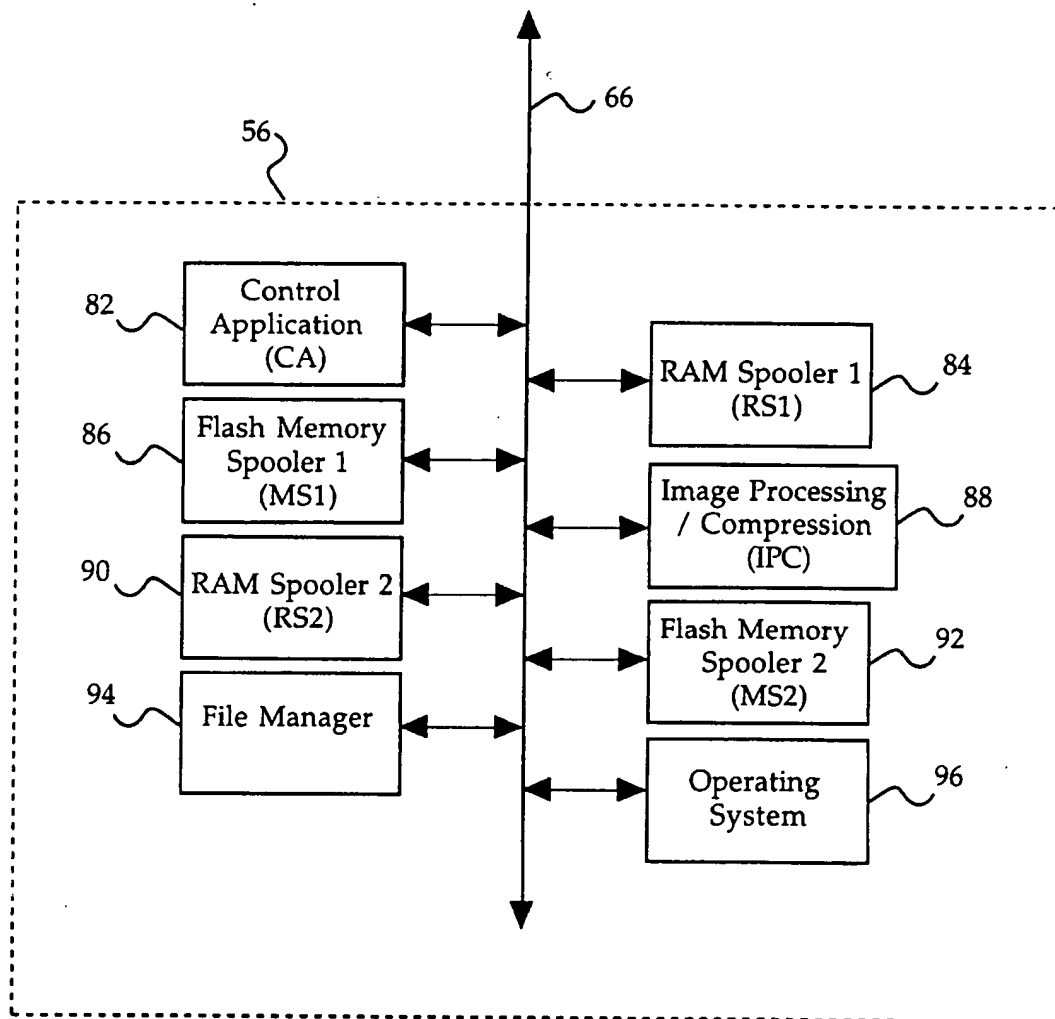 66
56
82
Control
Application
(CA)
RAM Spooler 1
(RS1)
84
86
Flash Memory
Spooler 1
(MS1)
Image Processing
/ Compression
(IPC)
88
90
RAM Spooler 2
(RS2)
Flash Memory
Spooler 2
(MS2)
92
94
File Manager
Operating
System
96